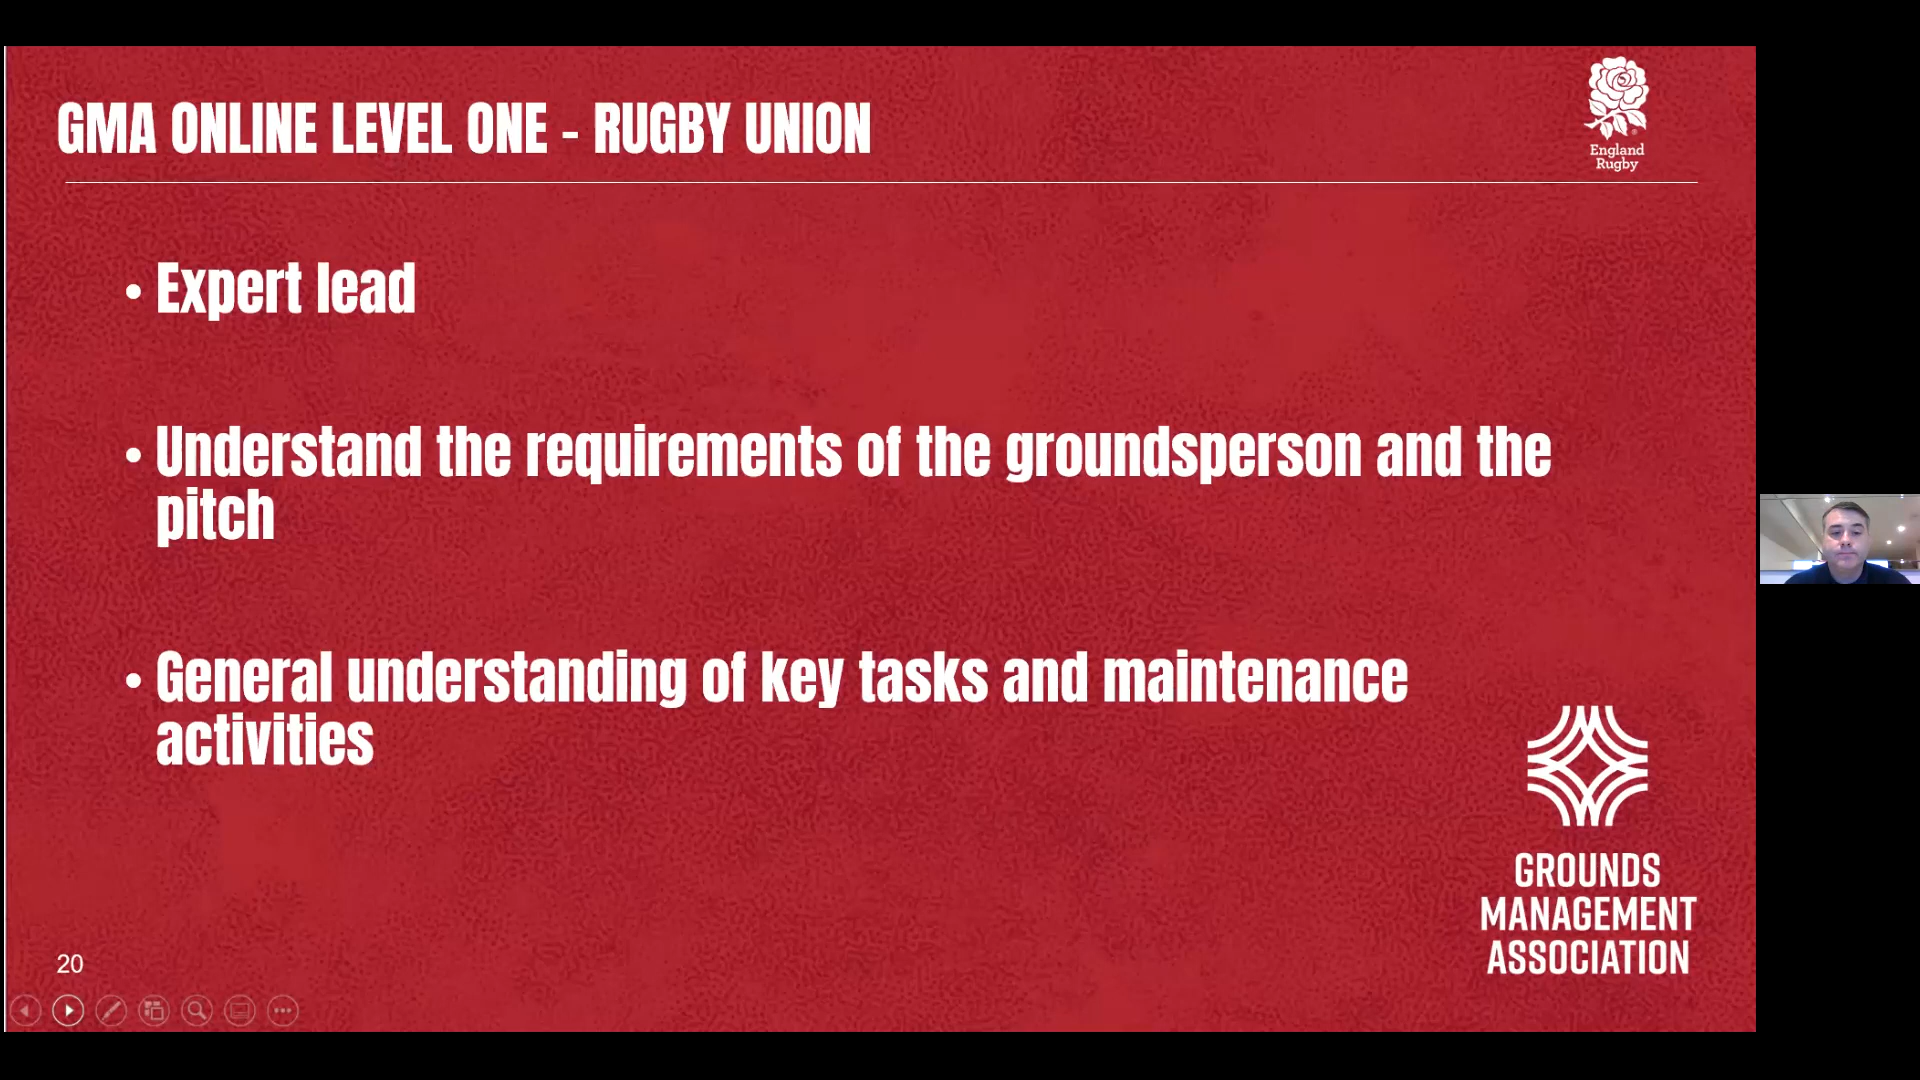 GMA ONLINE LEVEL ONE - RUGBY UNION
England
Rugby
• Expert lead
• Understand the requirements of the groundsperson and the
pitch
• General understanding of key tasks and maintenance
activities
GROUNDS
MANAGEMENT
ASSOCIATION
20